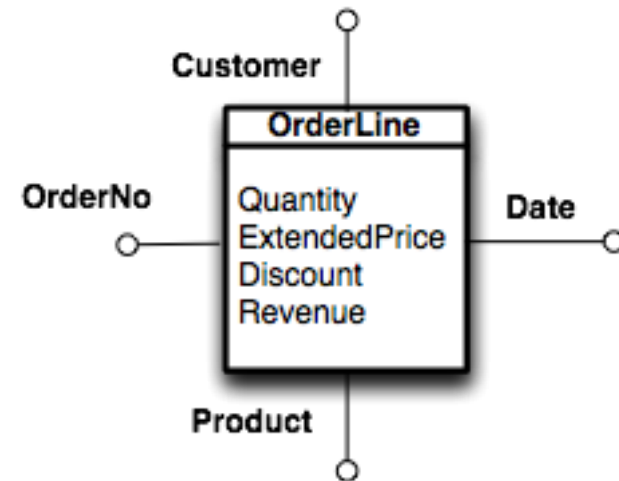 Customer
OrderLine
OrderNo
Quantity
Date
ExtendedPrice
Discount
Revenue
Product